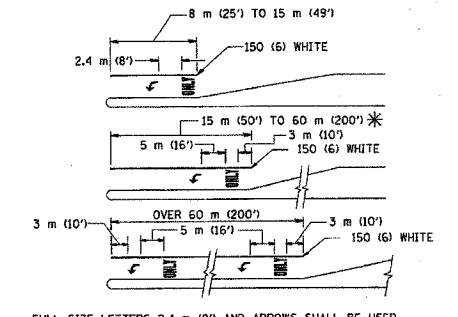 8 m (25') TO 15 m (49')
150 (6) WHITE
2.4 m (8')
ONLY
15 m (50') TO 60 m (200') *
5 m (16')
3 m (10')
150 (6) WHITE
ONLY
OVER 60 m (200')
3 m (10')
5 m (16')
3 m (10')
150 (6) WHITE
ONLY
ONLY
FULL SIZE LETTERS 2.4 m (8') AND ARROWS SHALL BE USED